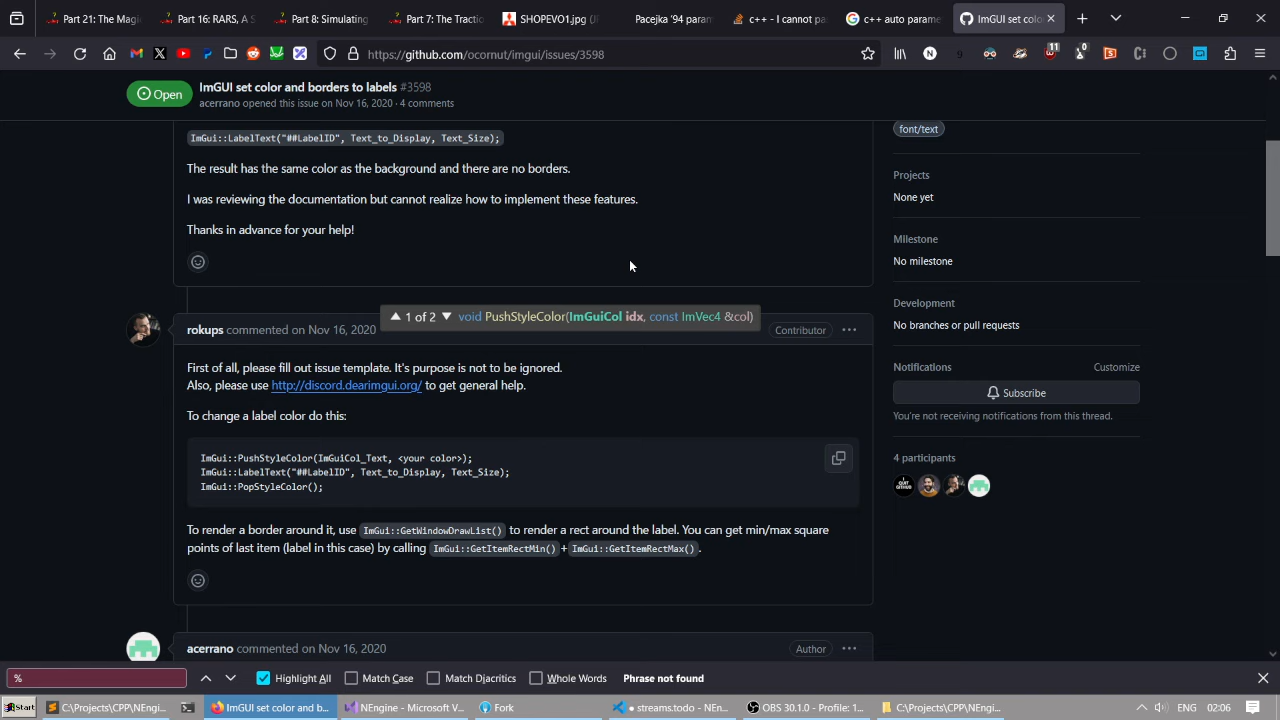 Part 21: The Magi
Part 16: RARS, A S
Part 8: Simulating
Part 7: The Tractio
SHOPEVO1.jpg (JI
Pacejka '94 param
c++ - I cannot pa
c++ auto parame
ImGUI set colo
https://github.com/ocornut/imgui/issues/3598
N
9
11
0
Open
ImGUI set color and borders to labels #3598
acerrano opened this issue on Nov 16, 2020 · 4 comments
ImGui::LabelText("##LabelID", Text_to_Display, Text_Size);
The result has the same color as the background and there are no borders.
I was reviewing the documentation but cannot realize how to implement these features.
Thanks in advance for your help!
rokups commented on Nov 16, 2020
Contributor
1 of 2 void PushStyleColor(ImGuiCol idx, const ImVec4 &col)
First of all, please fill out issue template. It's purpose is not to be ignored.
Also, please use http://discord.dearimgui.org/ to get general help.
To change a label color do this:
ImGui::PushStyleColor(ImGuiCol_Text, <your color>);
ImGui::LabelText("##LabelID", Text_to_Display, Text_Size);
ImGui::PopStyleColor();
To render a border around it, use ImGui::GetWindowDrawList() to render a rect around the label. You can get min/max square
points of last item (label in this case) by calling ImGui::GetItemRectMin() + ImGui::GetItemRectMax() .
acerrano commented on Nov 16, 2020
Author
font/text
Projects
None yet
Milestone
No milestone
Development
No branches or pull requests
Notifications
Customize
Subscribe
You're not receiving notifications from this thread.
4 participants
%
Highlight All
Match Case
Match Diacritics
Whole Words
Phrase not found
Start
C:\Projects\CPP\NEngi...
ImGUI set color and b...
NEngine - Microsoft V...
Fork
● streams.todo - NEn...
OBS 30.1.0 - Profile: 1...
C:\Projects\CPP\NEngi...
ENG
02:06